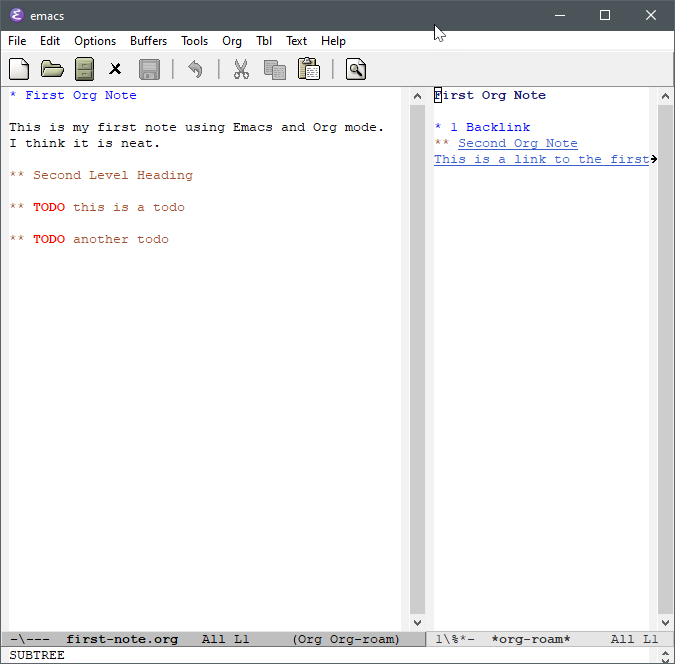 emacs
File Edit Options Buffers Tools Org Tbl Text Help
* First Org Note
This is my first note using Emacs and Org mode.
I think it is neat.
** Second Level Heading
** TODO this is a todo
** TODO another todo
First Org Note
* 1 Backlink
** Second Org Note
This is a link to the first
-\--- first-note.org All L1 (Org Org-roam)
1\%*- *org-roam* All L1
SUBTREE